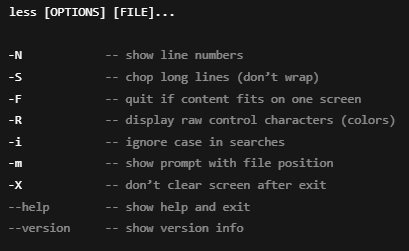 less [OPTIONS] [FILE]...
-N -- show line numbers
-S -- chop long lines (don’t wrap)
-F -- quit if content fits on one screen
-R -- display raw control characters (colors)
-i -- ignore case in searches
-m -- show prompt with file position
-X -- don’t clear screen after exit
--help -- show help and exit
--version -- show version info